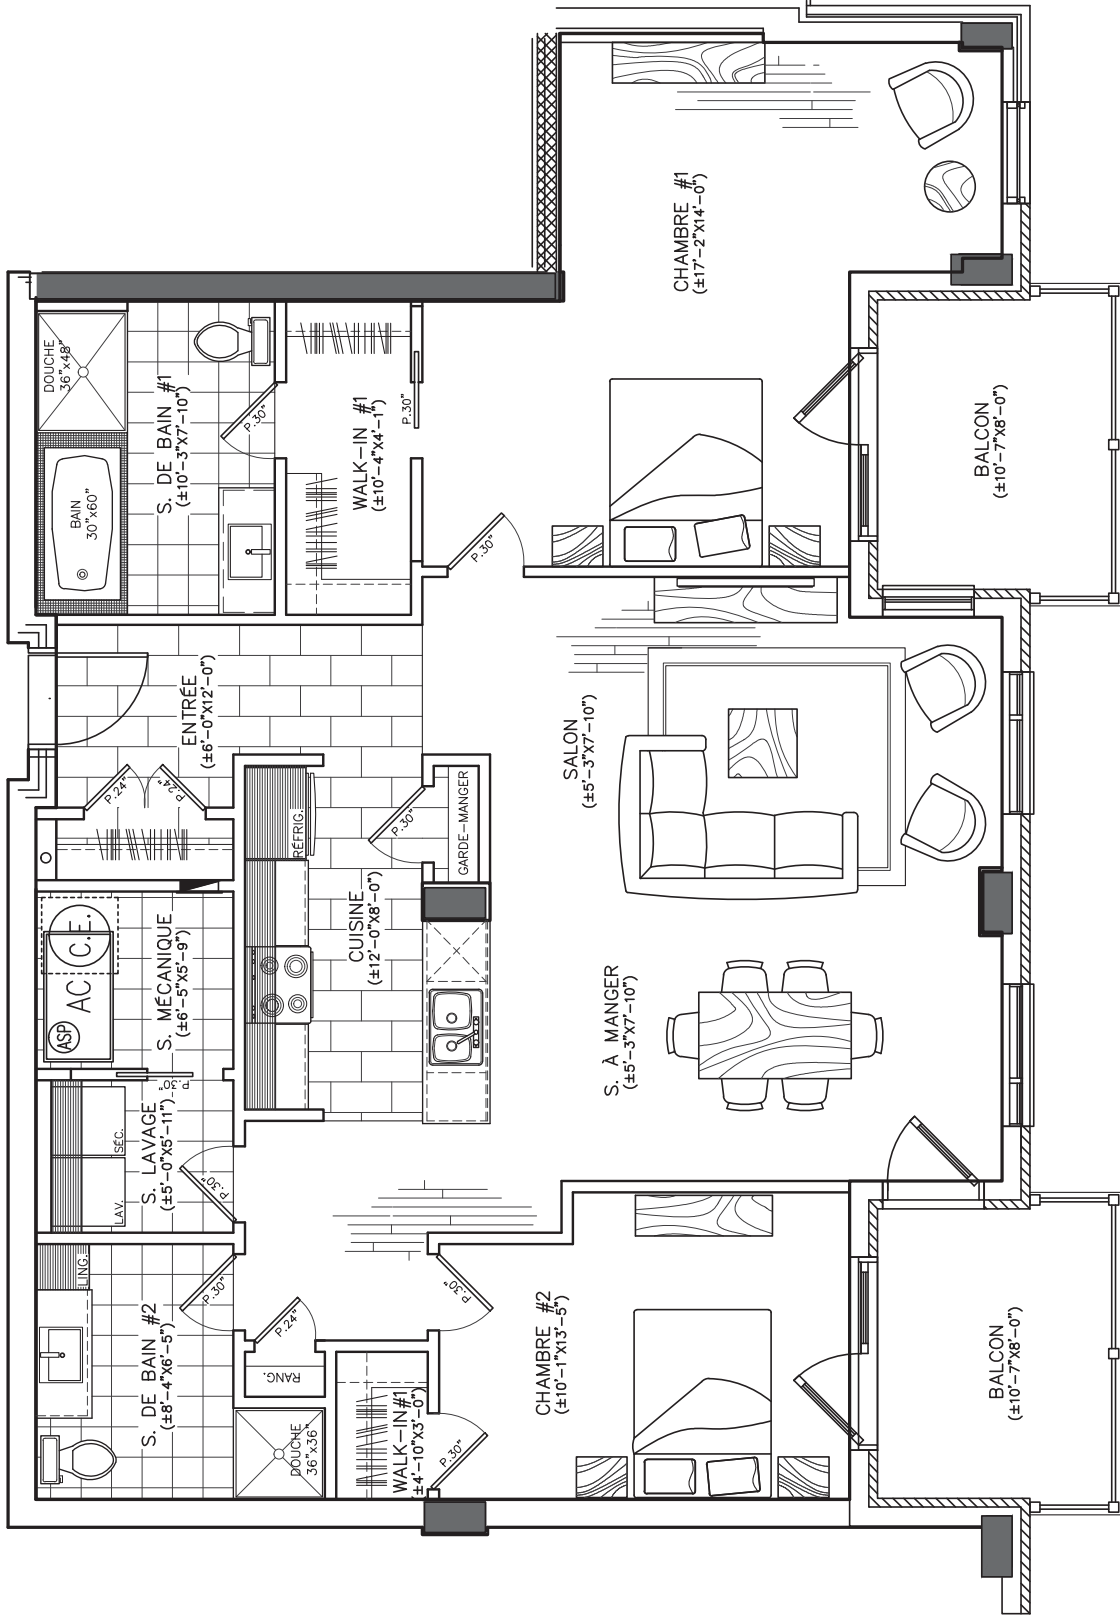 CHAMBRE #1
(±17'-2"X14'-0")
DOUCHE
36"x48"
BAIN
30"x60"
S. DE BAIN #1
(±10'-3"X7'-10")
P.30"
WALK-IN #1
(±10'-4"X4'-1")
P.30"
P.30"
BALCON
(±10'-7"X8'-0")
ENTRÉE
(±6'-0"X12'-0")
P.24"
P.24"
SALON
(±5'-3"X7'-10")
RÉFRIG.
P.30"
GARDE-MANGER
CUISINE
(±12'-0"X8'-0")
AC
C.E.
ASP
S. MÉCANIQUE
(±6'-5"X5'-9")
P.30"
S. À MANGER
(±5'-3"X7'-10")
SÉC.
LAV.
S. LAVAGE
(±5'-0"X5'-11")
P.30"
LING.
P.30"
S. DE BAIN #2
(±8'-4"X6'-5")
P.24"
RANG.
P.30"
DOUCHE
36"x36"
WALK-IN#1
(±4'-10"X3'-0")
P.30"
CHAMBRE #2
(±10'-1"X13'-5")
BALCON
(±10'-7"X8'-0")